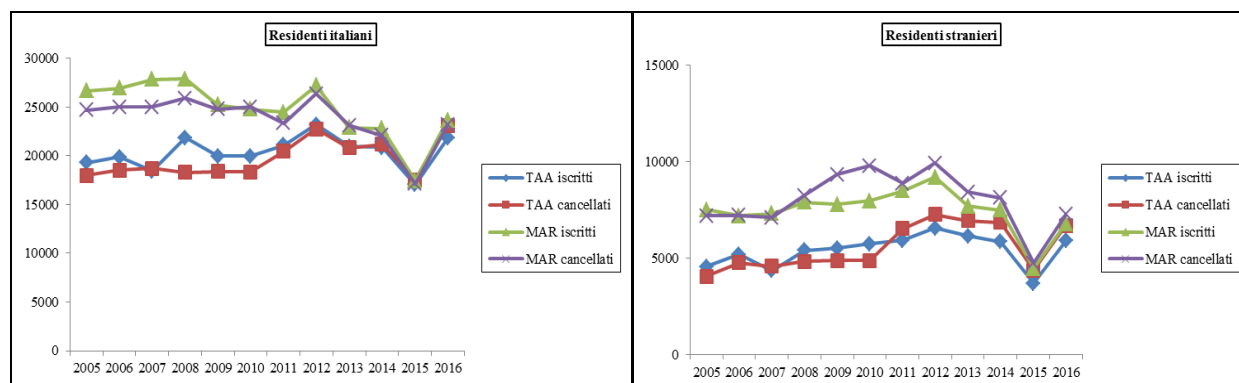 Residenti italiani
30000
25000
20000
15000
10000
5000
0
2005 2006 2007 2008 2009 2010 2011 2012 2013 2014 2015 2016
TAA iscritti
TAA cancellati
MAR iscritti
MAR cancellati
Residenti stranieri
15000
10000
5000
0
2005 2006 2007 2008 2009 2010 2011 2012 2013 2014 2015 2016
TAA iscritti
TAA cancellati
MAR iscritti
MAR cancellati